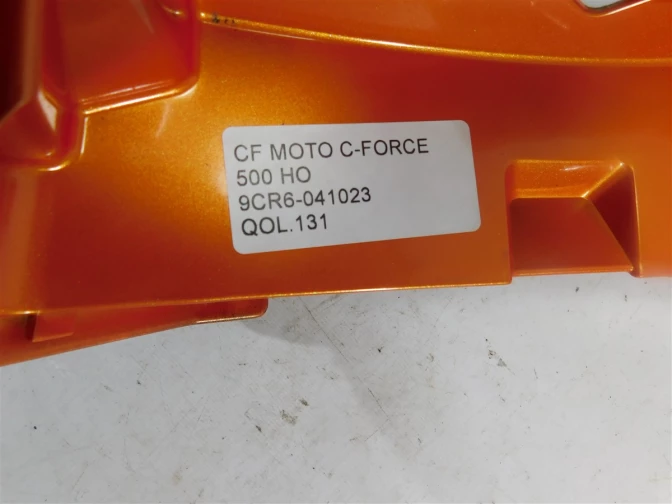 CF MOTO C-FORCE
500 HO
9CR6-041023
QOL.131